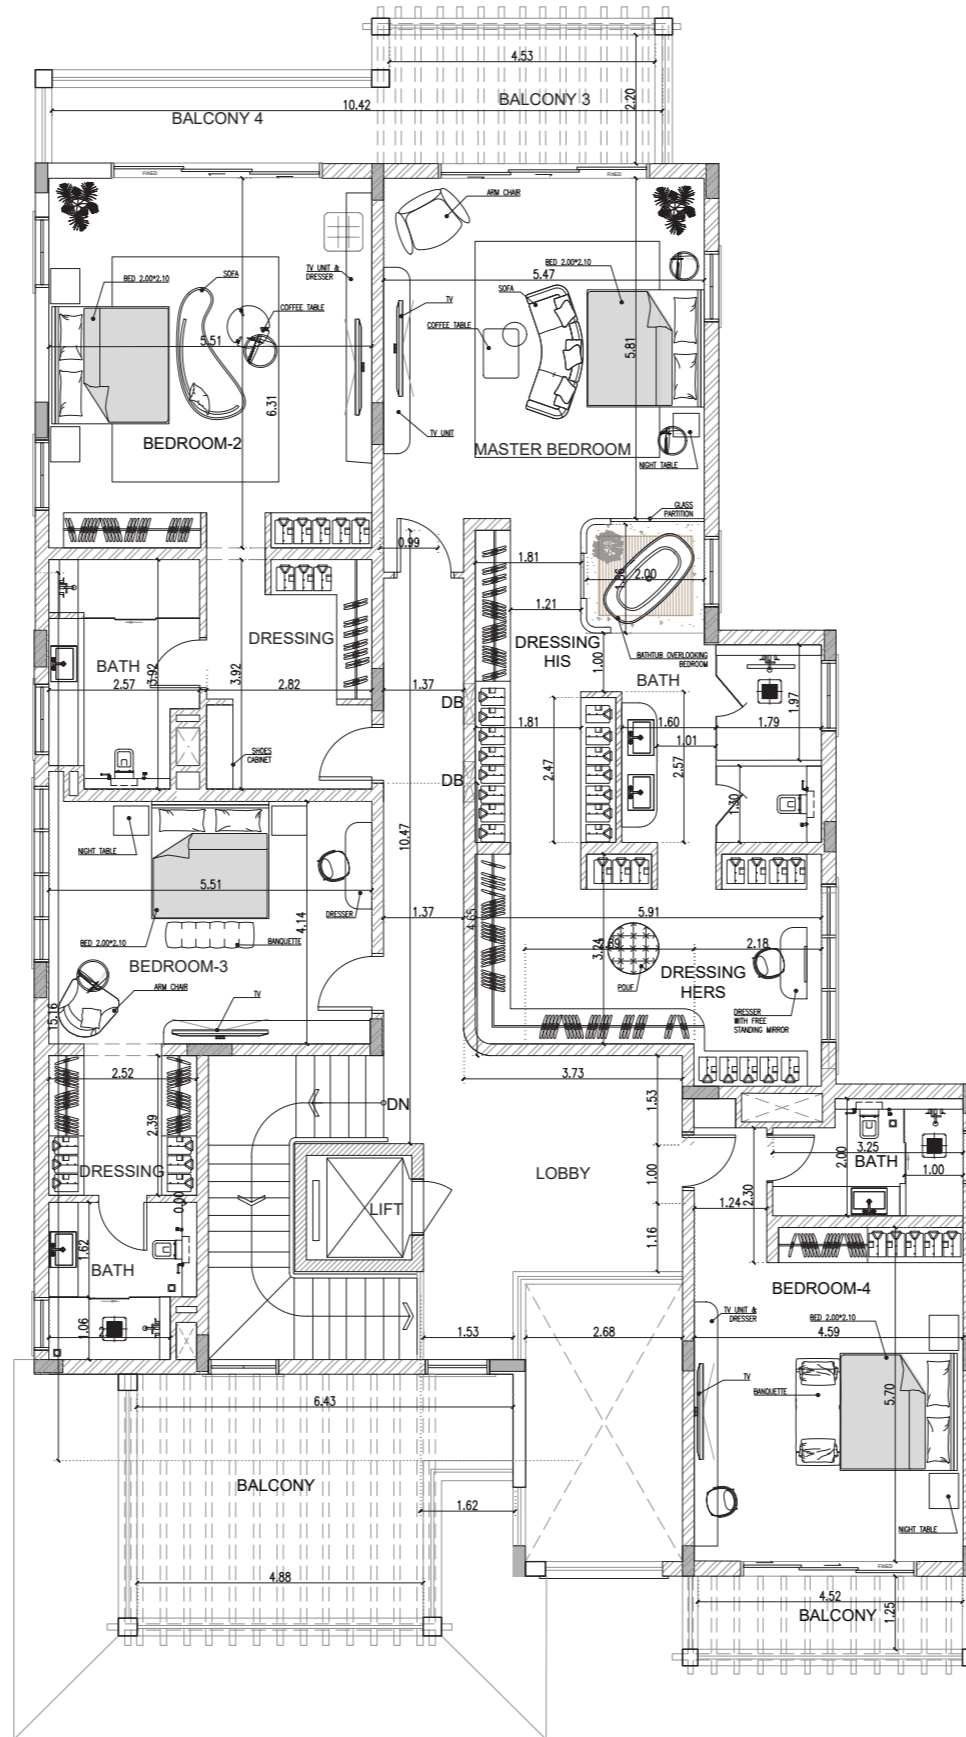 4.53
BALCONY 3
10.42
2.20
BALCONY 4
FIXED
FIXED
ARM CHAIR
BED 2.00*2.10
SOFA
TV UNIT &
DRESSER
5.47
BED 2.00*2.10
SOFA
TV
COFFEE TABLE
COFFEE TABLE
5.51
5.81
6.31
TV UNIT
BEDROOM-2
MASTER BEDROOM
NIGHT TABLE
GLASS
PARTITION
0.99
1.81
2.00
1.86
1.21
DRESSING
DRESSING
HIS
1.00
BATHTUB OVERLOOKING
BEDROOM
BATH
BATH
3.92
3.92
2.57
2.82
1.37
1.97
DB
1.81
1.60
1.79
1.01
SHOES
CABINET
2.47
2.57
DB
1.30
10.47
NIGHT TABLE
5.51
DRESSER
4.14
1.37
4.65
5.91
BED 2.00*2.10
BANQUETTE
3.24
2.18
BEDROOM-3
DRESSING
HERS
ARM CHAIR
TV
POUF
DRESSER
WITH FREE
STANDING MIRROR
15.16
2.52
3.73
1.53
DN
2.39
3.25
BATH
2.00
1.00
DRESSING
LOBBY
1.00
2.30
1.24
0.00
LIFT
1.16
1.62
BATH
BEDROOM-4
1.06
TV UNIT &
DRESSER
BED 2.00*2.10
1.53
2.68
4.59
TV
BANQUETTE
5.70
6.43
BALCONY
1.62
NIGHT TABLE
FIXED
4.88
4.52
1.25
BALCONY